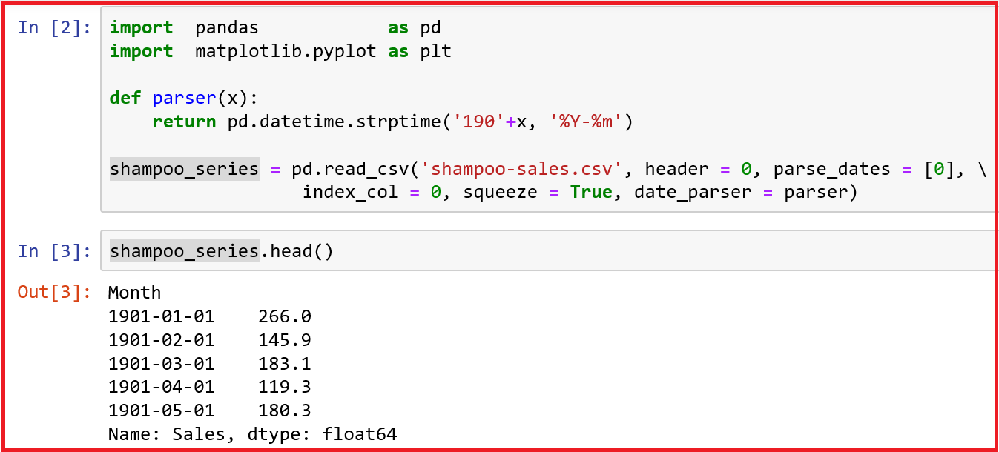 In [2]: import  pandas            as pd
import  matplotlib.pyplot as plt
def parser(x):
    return pd.datetime.strptime('190'+x, '%Y-%m')
shampoo_series = pd.read_csv('shampoo-sales.csv', header = 0, parse_dates = [0], \
                  index_col = 0, squeeze = True, date_parser = parser)
In [3]: shampoo_series.head()
Out[3]: Month
1901-01-01    266.0
1901-02-01    145.9
1901-03-01    183.1
1901-04-01    119.3
1901-05-01    180.3
Name: Sales, dtype: float64